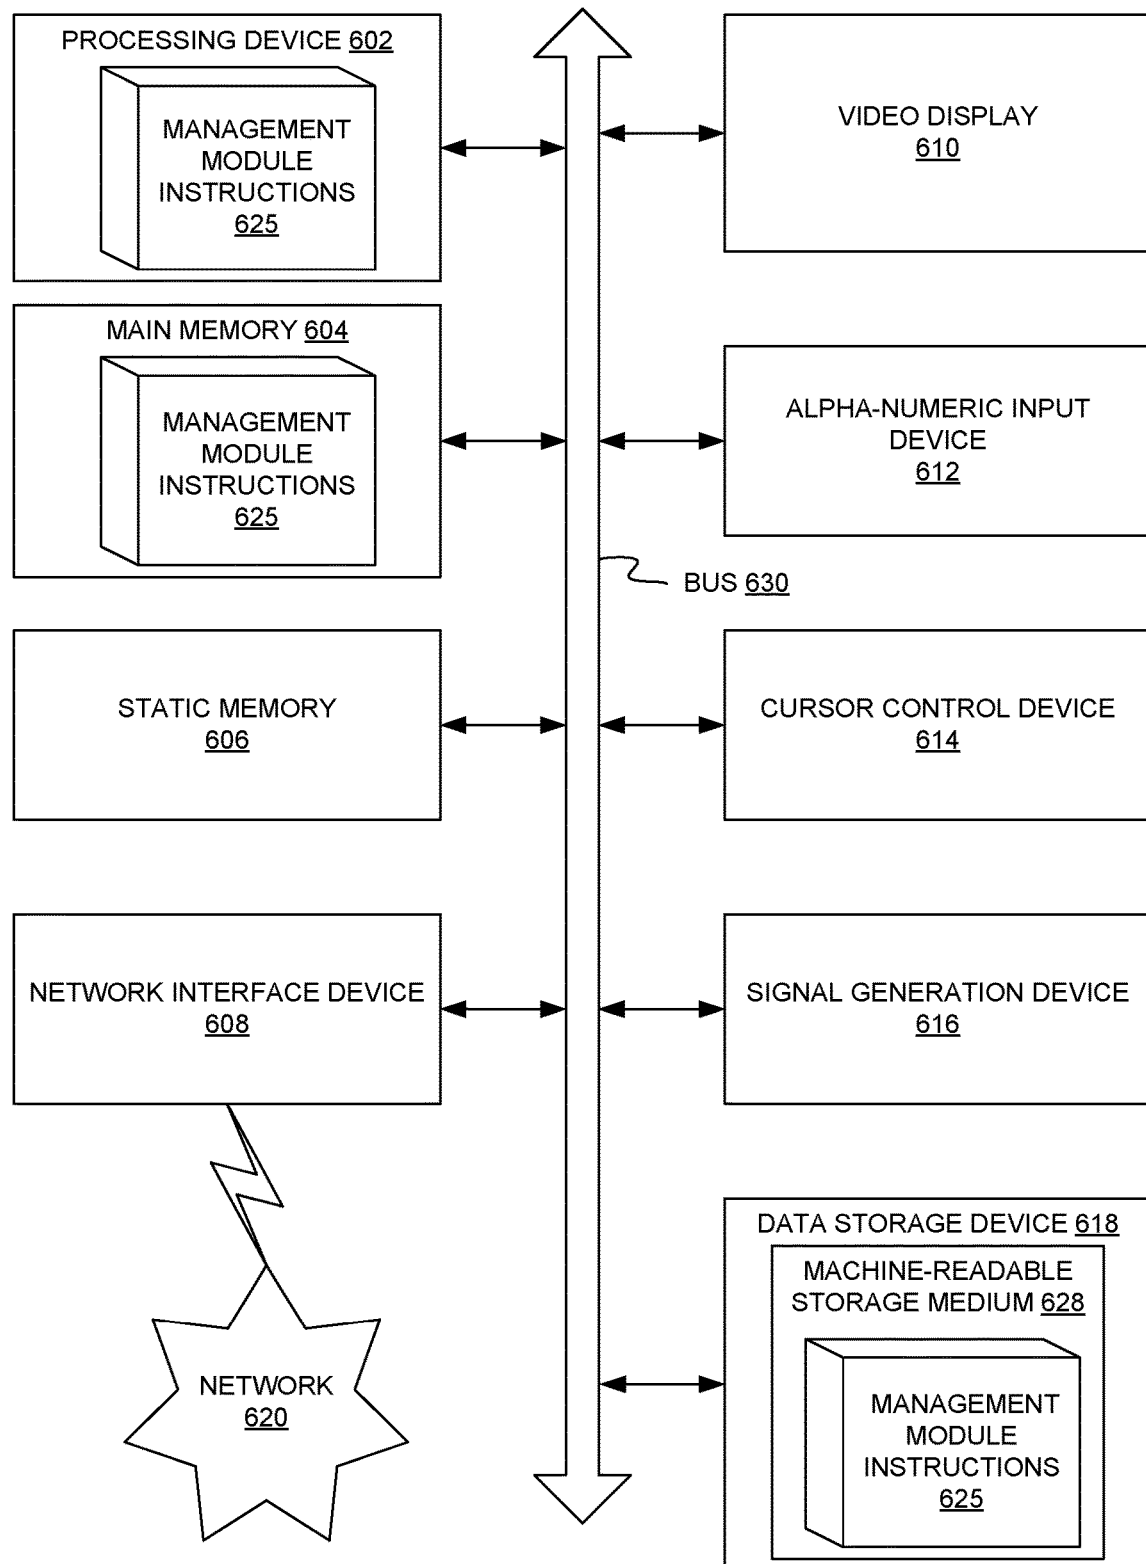 PROCESSING DEVICE 602
MANAGEMENT
MODULE
INSTRUCTIONS
625
MAIN MEMORY 604
MANAGEMENT
MODULE
INSTRUCTIONS
625
STATIC MEMORY
606
NETWORK INTERFACE DEVICE
608
NETWORK
620
BUS 630
VIDEO DISPLAY
610
ALPHA-NUMERIC INPUT
DEVICE
612
CURSOR CONTROL DEVICE
614
SIGNAL GENERATION DEVICE
616
DATA STORAGE DEVICE 618
MACHINE-READABLE
STORAGE MEDIUM 628
MANAGEMENT
MODULE
INSTRUCTIONS
625